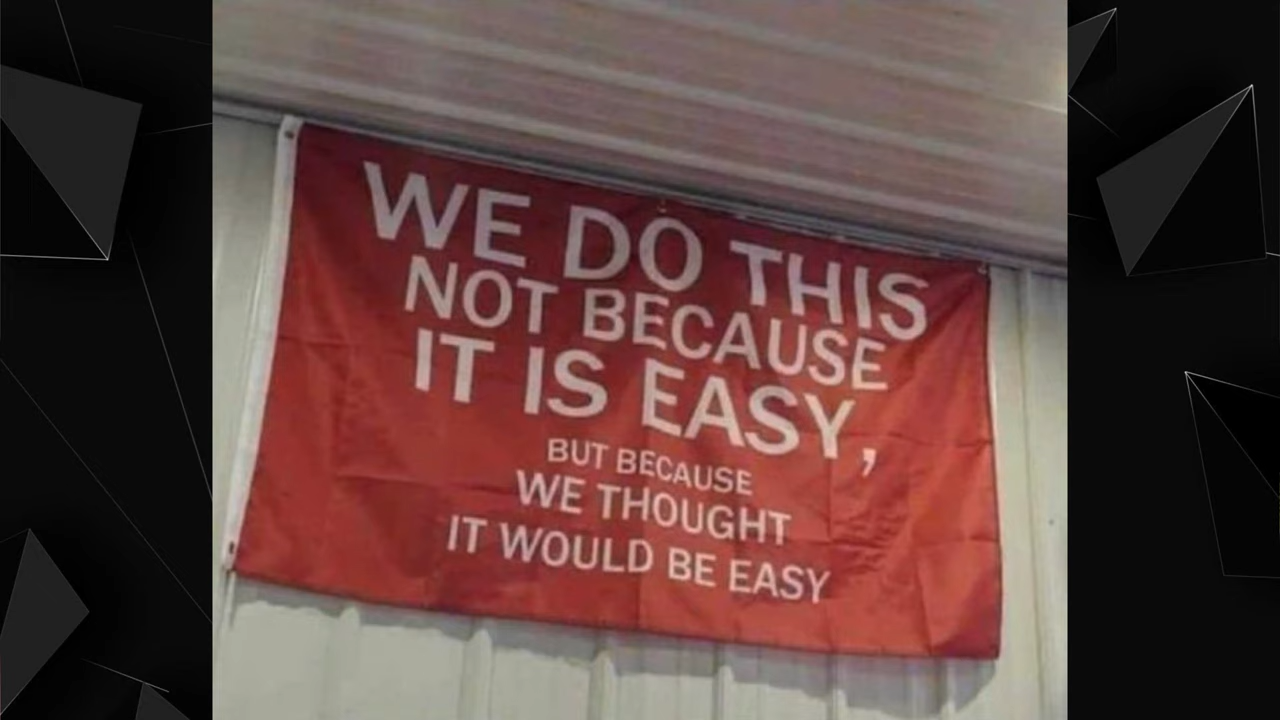 WE DO THIS
NOT BECAUSE
IT IS EASY,
BUT BECAUSE
WE THOUGHT
IT WOULD BE EASY